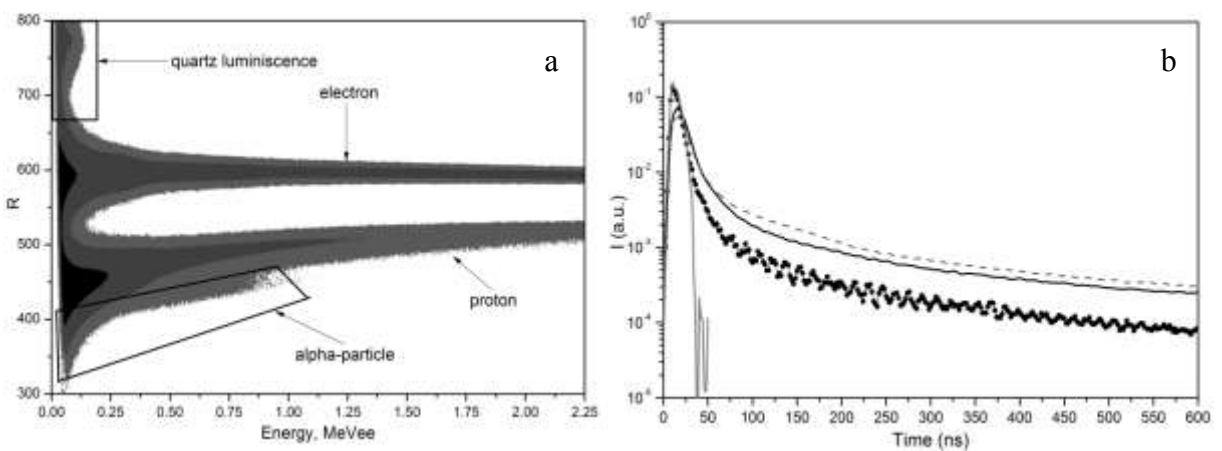 a
quartz luminiscence
electron
proton
alpha-particle
R
800
700
600
500
400
300
0.00 0.25 0.50 0.75 1.00 1.25 1.50 1.75 2.00 2.25
Energy, MeVee
b
I (a.u.)
10⁰
10⁻¹
10⁻²
10⁻³
10⁻⁴
10⁻⁵
0 50 100 150 200 250 300 350 400 450 500 550 600
Time (ns)